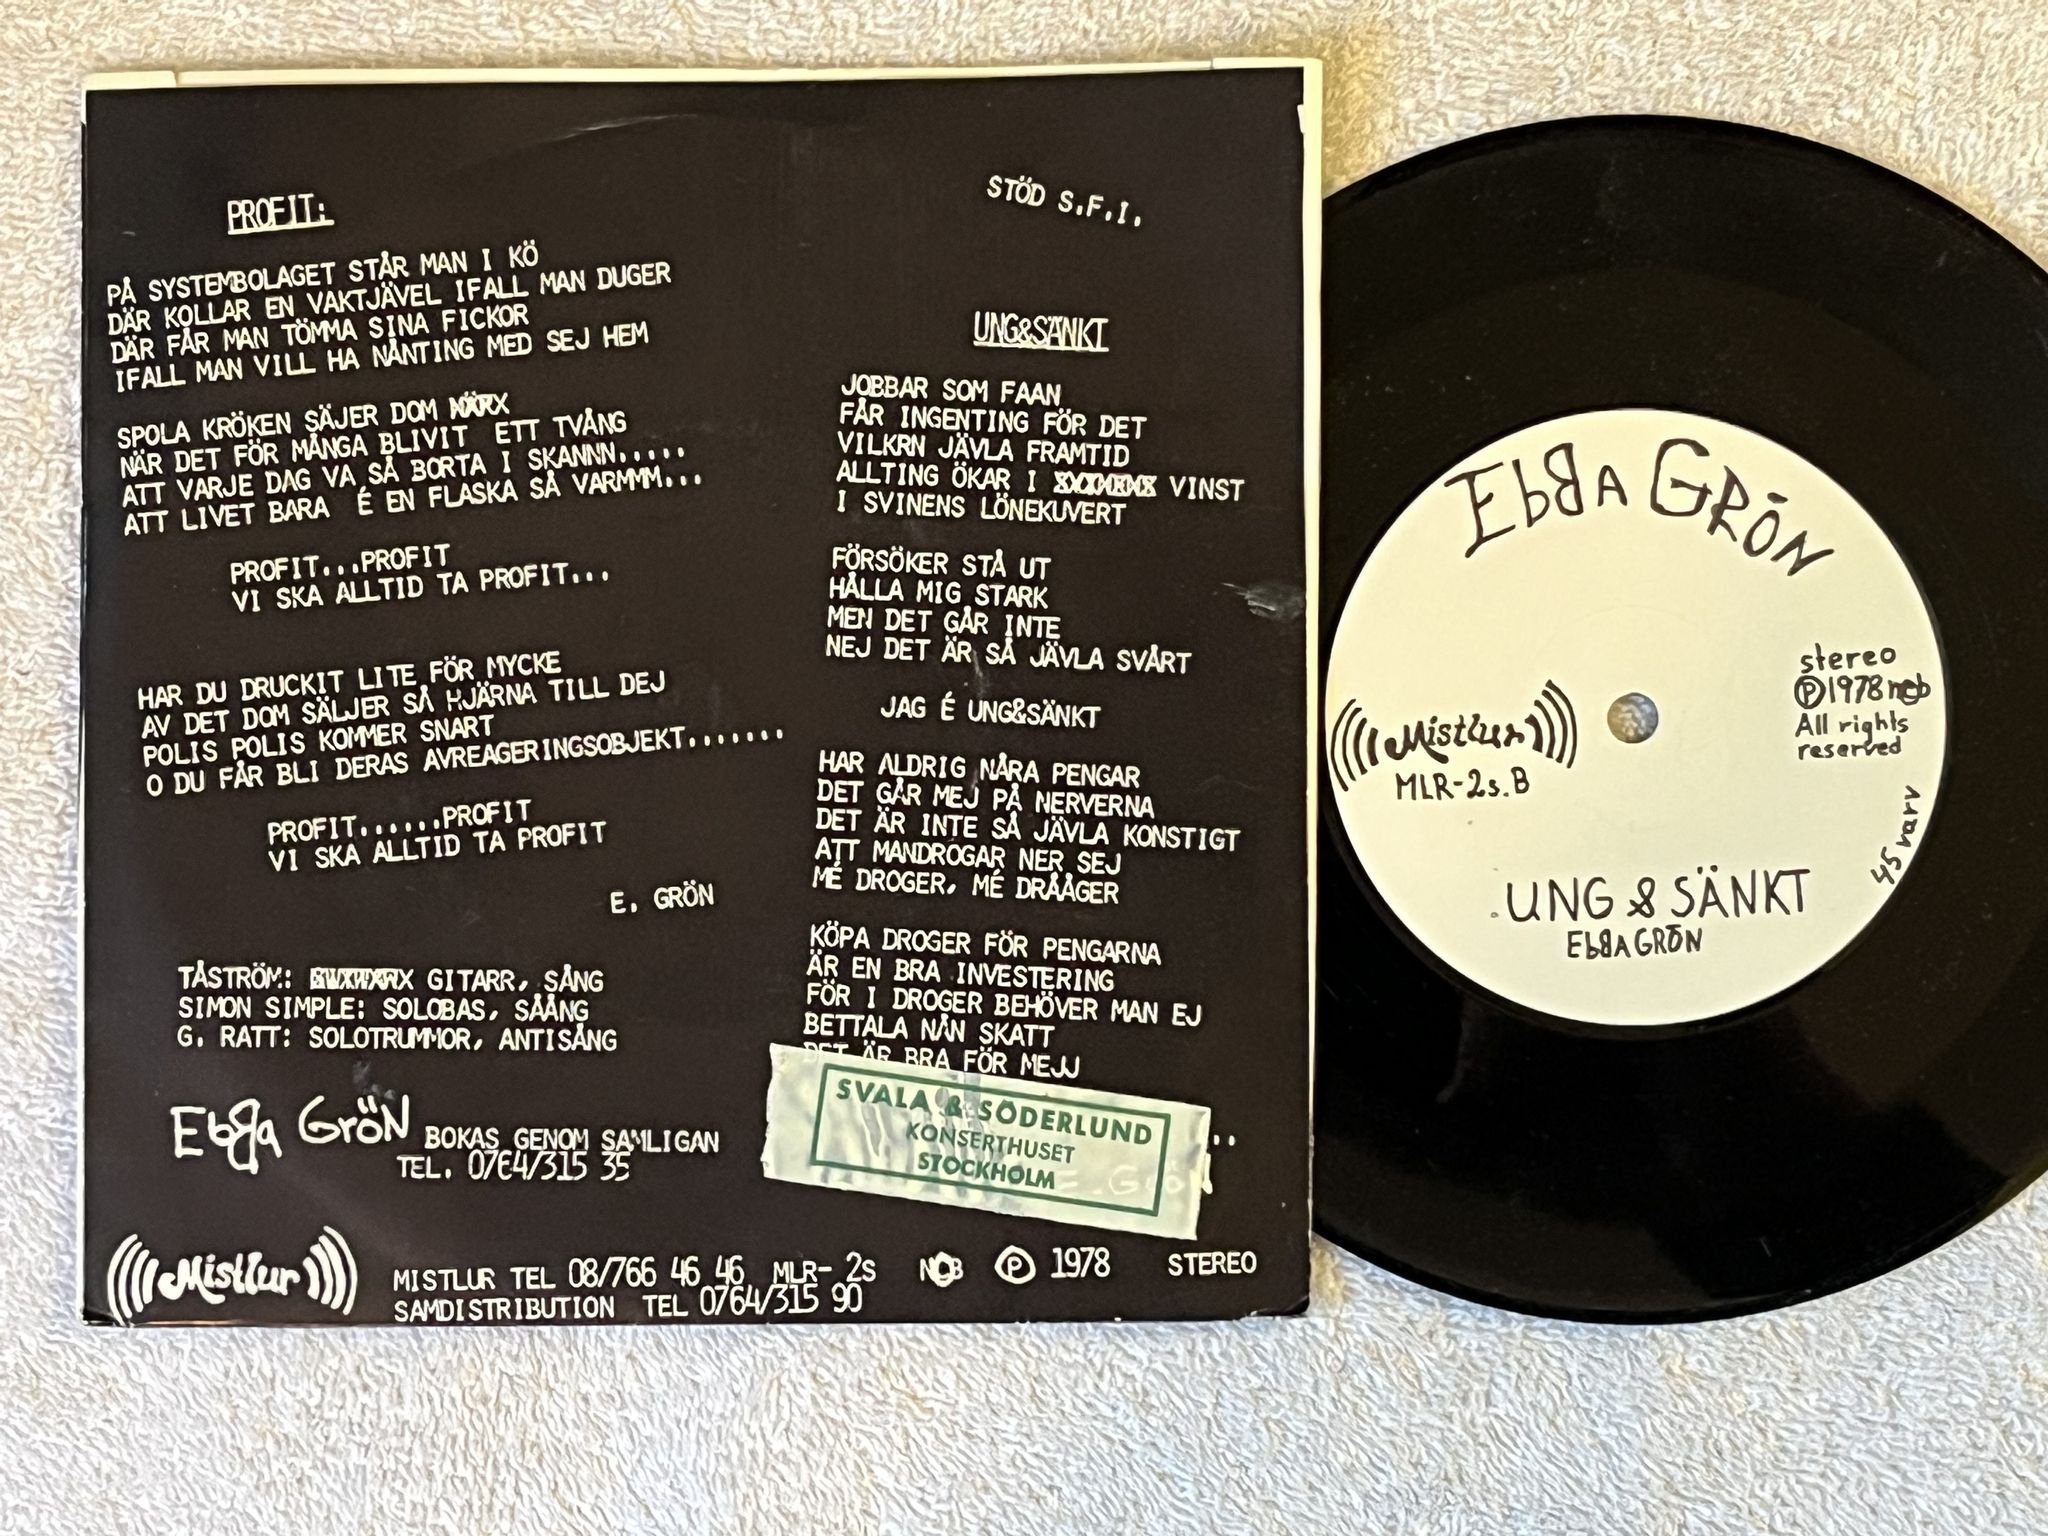 PROFIT:
PÅ SYSTEMBOLAGET STÅR MAN I KÖ
DÄR KOLLAR EN VAKTJÄVEL IFALL MAN DUGER
DÄR FÅR MAN TÖMMA SINA FICKOR
IFALL MAN VILL HA NÅNTING MED SEJ HEM
SPOLA KRÖKEN SÄJER DOM
NÄR DET FÖR MÅNGA BLIVIT ETT TVÅNG
ATT VARJE DAG VA SÅ BORTA I SKANNN.....
ATT LIVET BARA É EN FLASKA SÅ VARMMM...
PROFIT...PROFIT
VI SKA ALLTID TA PROFIT...
HAR DU DRUCKIT LITE FÖR MYCKE
AV DET DOM SÄLJER SÅ HJÄRNA TILL DEJ
POLIS POLIS KOMMER SNART
O DU FÅR BLI DERAS AVREAGERINGSOBJEKT.......
PROFIT......PROFIT
VI SKA ALLTID TA PROFIT
E. GRÖN
TÅSTRÖM: GITARR, SÅNG
SIMON SIMPLE: SOLOBAS, SÅÅNG
G. RATT: SOLOTRUMMOR, ANTISÅNG
EbBa GRÖN BOKAS GENOM SAMLIGAN
TEL. 0764/315 35
Mistlur
MISTLUR TEL 08/766 46 46 MLR- 2S NCB Ⓟ 1978 STEREO
SAMDISTRIBUTION TEL 0764/315 90
STÖD S.F.I.
UNG&SÄNKT
JOBBAR SOM FAAN
FÅR INGENTING FÖR DET
VILKRN JÄVLA FRAMTID
ALLTING ÖKAR I VINST
I SVINENS LÖNEKUVERT
FÖRSÖKER STÅ UT
HÅLLA MIG STARK
MEN DET GÅR INTE
NEJ DET ÄR SÅ JÄVLA SVÅRT
JAG É UNG&SÄNKT
HAR ALDRIG NÅRA PENGAR
DET GÅR MEJ PÅ NERVERNA
DET ÄR INTE SÅ JÄVLA KONSTIGT
ATT MANDROGAR NER SEJ
MÉ DROGER, MÉ DRÅÅGER
KÖPA DROGER FÖR PENGARNA
ÄR EN BRA INVESTERING
FÖR I DROGER BEHÖVER MAN EJ
BETTALA NÅN SKATT
DET ÄR BRA FÖR MEJJ
..
E. GRÖN
SVALA & SÖDERLUND
KONSERTHUSET
STOCKHOLM
EbBA GRÖN
stereo
Ⓟ1978 ncb
All rights
reserved
Mistlur
MLR-2s.B
45 varv
UNG & SÄNKT
EbBA GRÖN